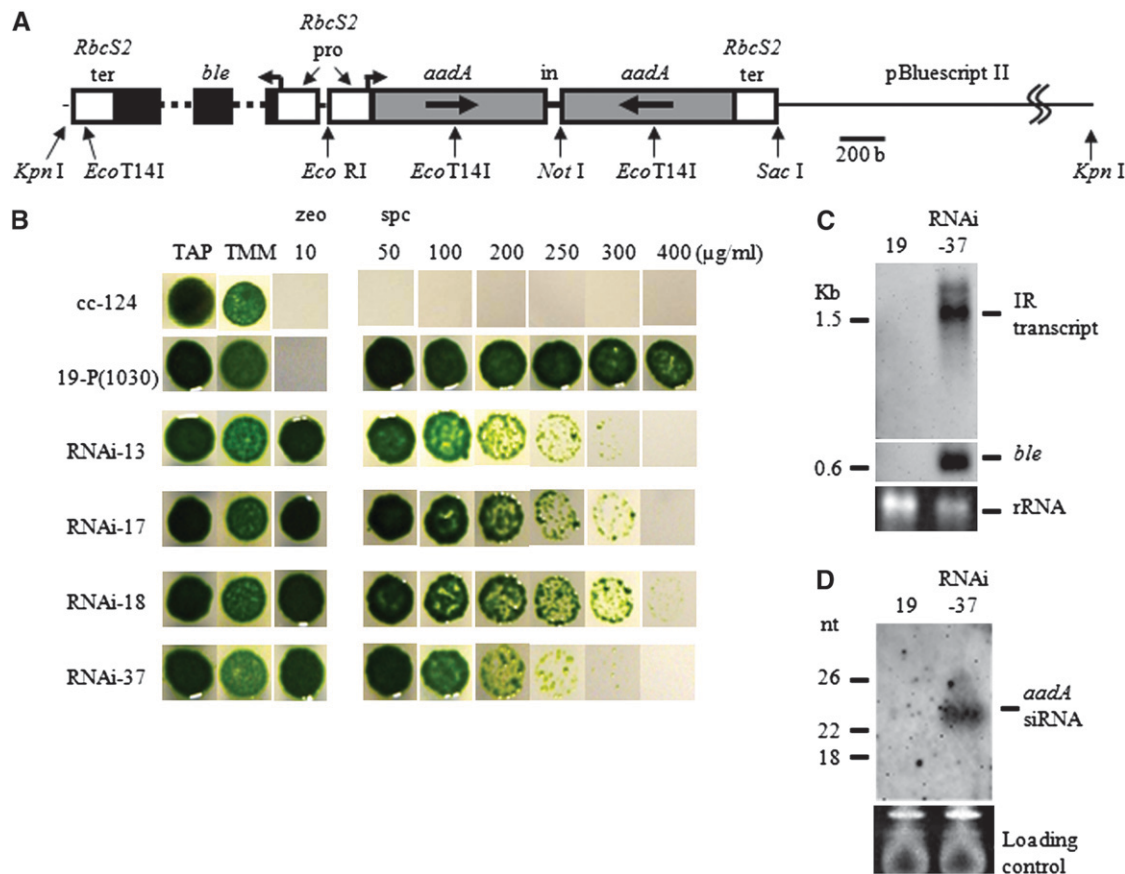 A
RbcS2
ter
ble
RbcS2
pro
aadA
in
aadA
RbcS2
ter
pBluescript II
200 b
Kpn I
EcoT14I
Eco RI
EcoT14I
Not I
EcoT14I
Sac I
Kpn I
B
zeo
spc
TAP TMM 10 50 100 200 250 300 400 (µg/ml)
cc-124
19-P(1030)
RNAi-13
RNAi-17
RNAi-18
RNAi-37
C
RNAi
19 -37
Kb
1.5
IR
transcript
0.6
ble
rRNA
D
RNAi
19 -37
nt
26
22
18
aadA
siRNA
Loading
control